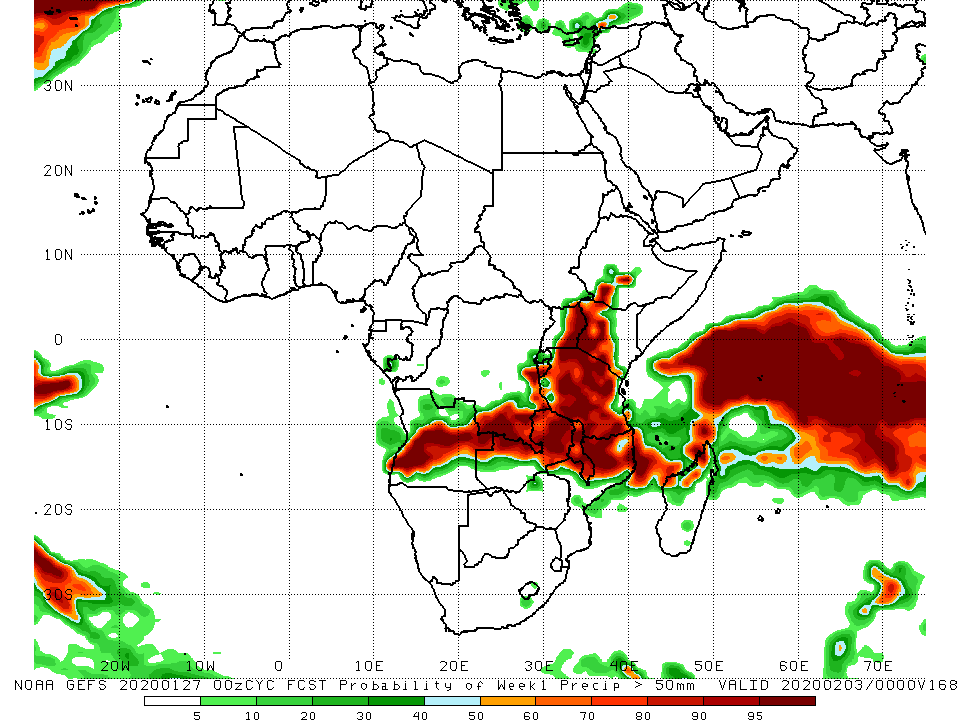 30N
20N
10N
0
10S
20S
30S
20W 10W 0 10E 20E 30E 40E 50E 60E 70E
NOAA GEFS 20200127 00zCYC FCST Probability of Week1 Precip > 50mm VALID 20200203/0000V168
5 10 20 30 40 50 60 70 80 90 95